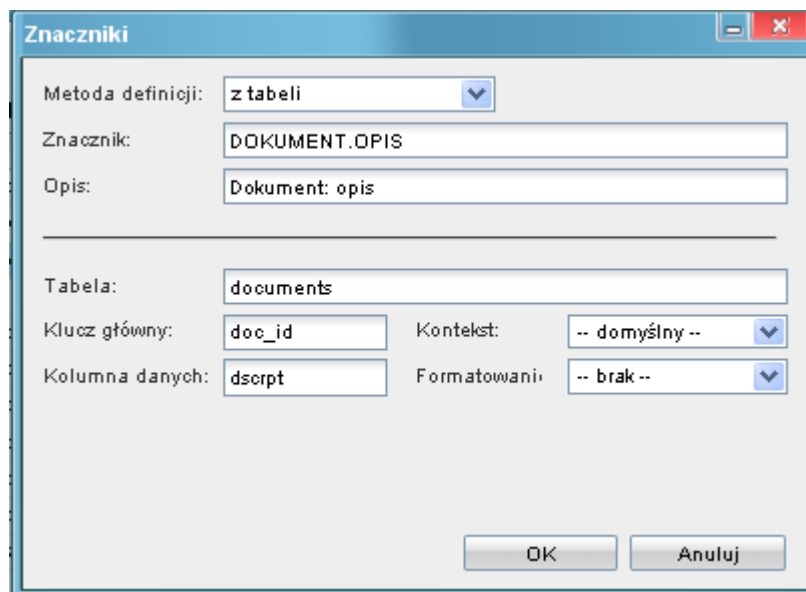 Znaczniki
Metoda definicji: z tabeli
Znacznik: DOKUMENT.OPIS
Opis: Dokument: opis
Tabela: documents
Klucz główny: doc_id Kontekst: -- domyślny --
Kolumna danych: dscrpt Formatowani -- brak --
OK Anuluj